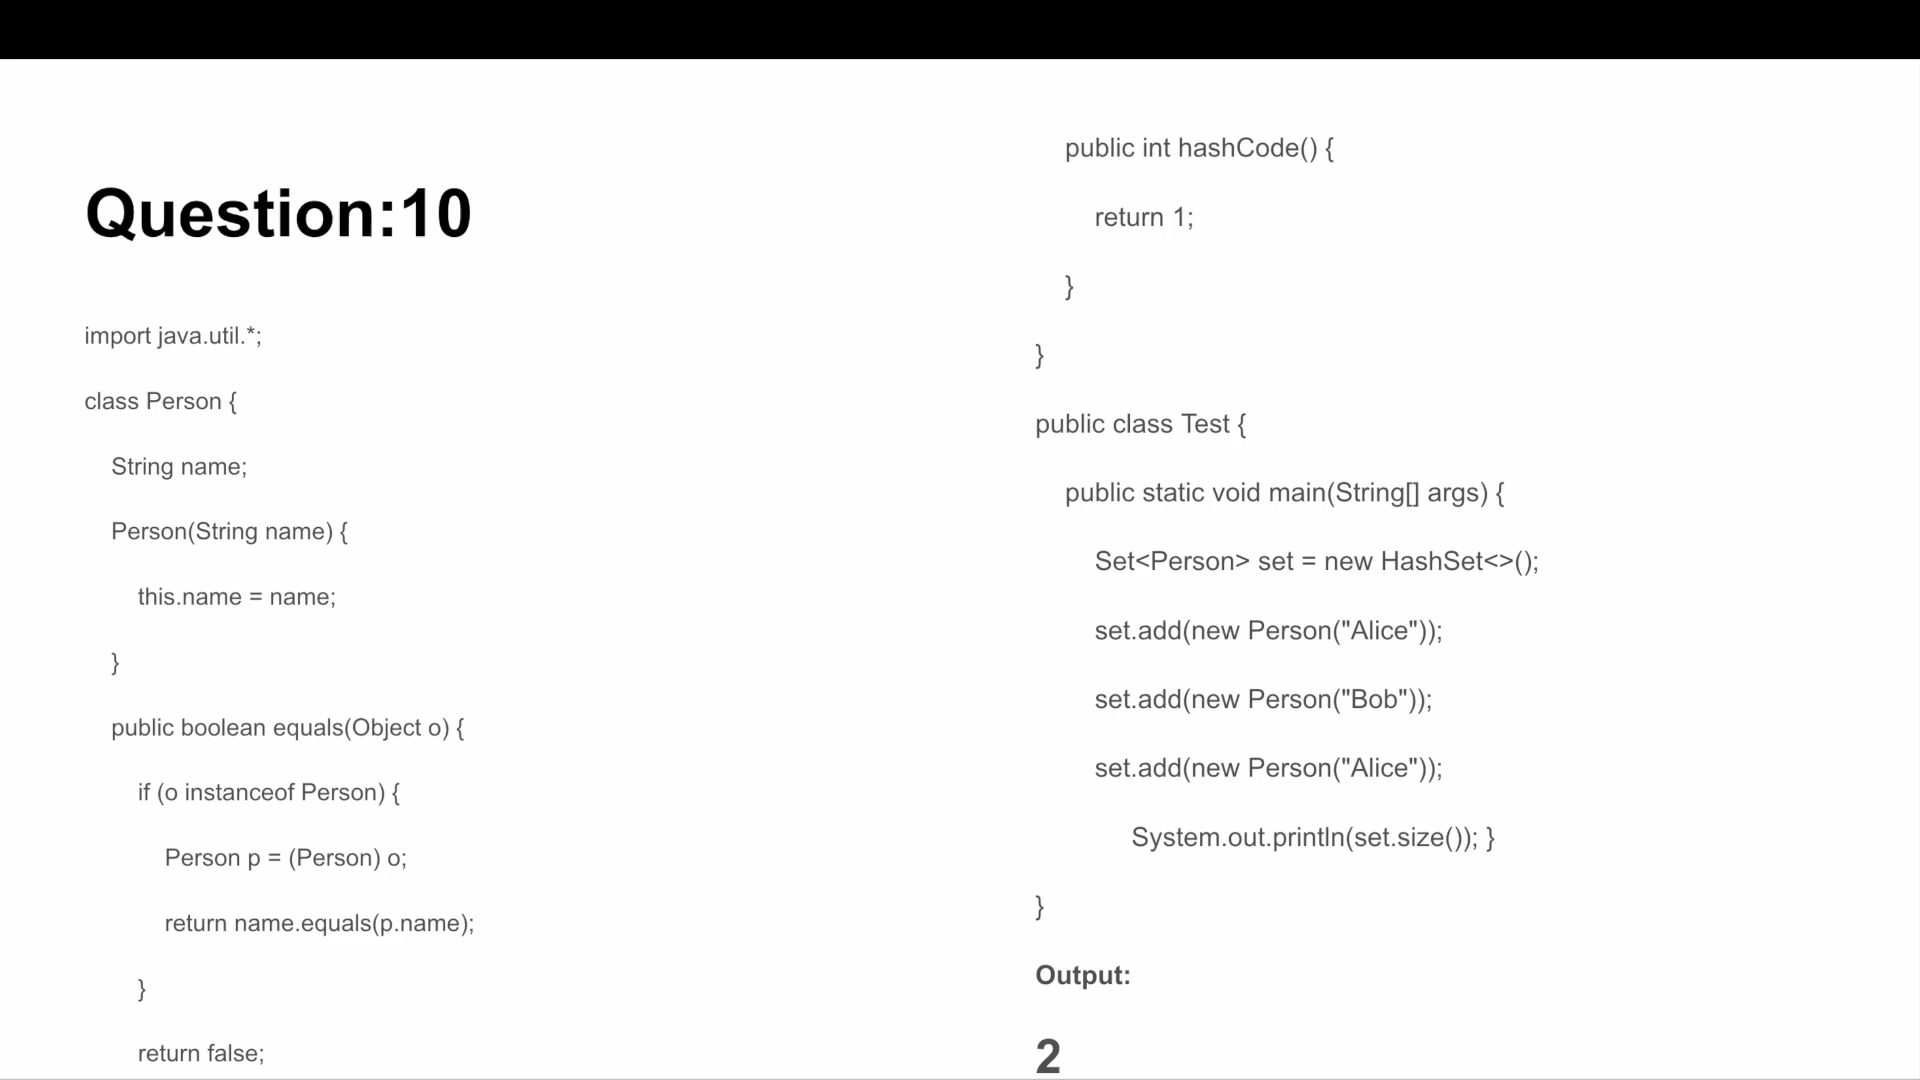 Question:10
import java.util.*;
class Person {
String name;
Person(String name) {
this.name = name;
}
public boolean equals(Object o) {
if (o instanceof Person) {
Person p = (Person) o;
return name.equals(p.name);
}
return false;
public int hashCode() {
return 1;
}
}
public class Test {
public static void main(String[] args) {
Set<Person> set = new HashSet<>();
set.add(new Person("Alice"));
set.add(new Person("Bob"));
set.add(new Person("Alice"));
System.out.println(set.size()); }
}
Output:
2